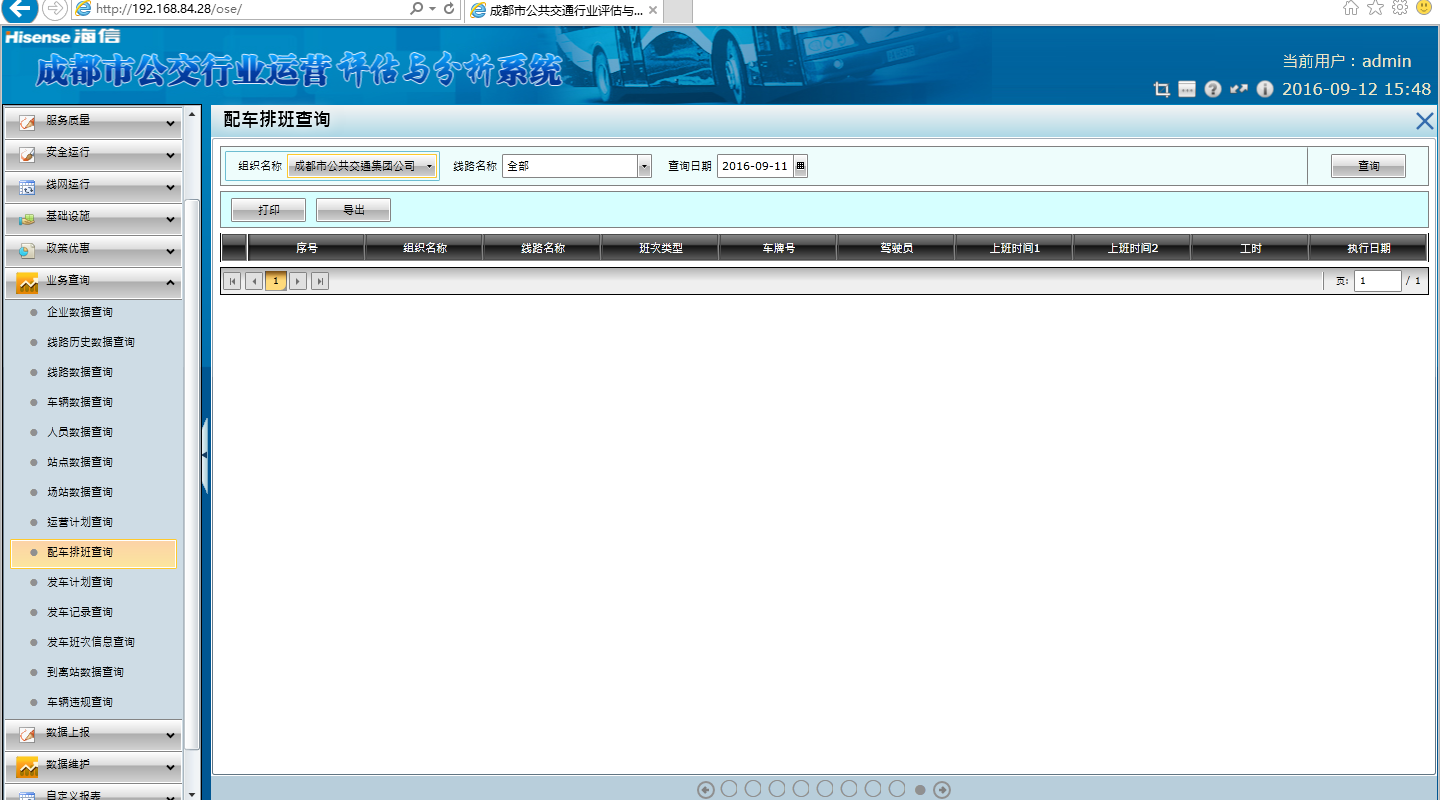 http://192.168.84.28/ose/
成都市公共交通行业评估与...
Hisense 海信
成都市公交行业运营评估与分析系统
当前用户：admin
2016-09-12 15:48
服务质量
安全运行
线网运行
基础设施
政策优惠
业务查询
企业数据查询
线路历史数据查询
线路数据查询
车辆数据查询
人员数据查询
站点数据查询
场站数据查询
运营计划查询
配车排班查询
发车计划查询
发车记录查询
发车班次信息查询
到离站数据查询
车辆违规查询
数据上报
数据维护
自定义报表
配车排班查询
组织名称 成都市公共交通集团公司 线路名称 全部 查询日期 2016-09-11 查询
打印 导出
序号 组织名称 线路名称 班次类型 车牌号 驾驶员 上班时间1 上班时间2 工时 执行日期
1 页: 1 / 1